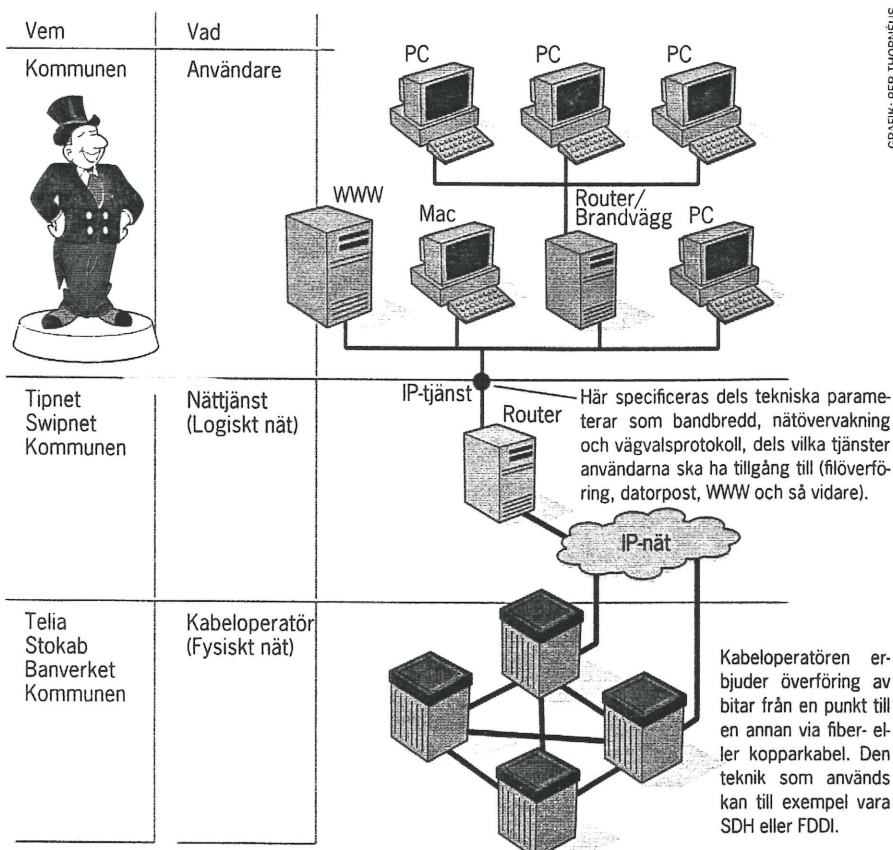 GRAFIK: PER THORNÉUS
Vem
Vad
Kommunen
Användare
PC
PC
PC
WWW
Mac
Router/
Brandvägg
PC
Tipnet
Swipnet
Kommunen
Nättjänst
(Logiskt nät)
IP-tjänst
Router
Här specificeras dels tekniska parame-
terar som bandbredd, nätövervakning
och vägvalsprotokoll, dels vilka tjänster
användarna ska ha tillgång till (filöverfö-
ring, datorpost, WWW och så vidare).
IP-nät
Telia
Stokab
Banverket
Kommunen
Kabeloperatör
(Fysiskt nät)
Kabeloperatören er-
bjuder överföring av
bitar från en punkt till
en annan via fiber- el-
ler kopparkabel. Den
teknik som används
kan till exempel vara
SDH eller FDDI.